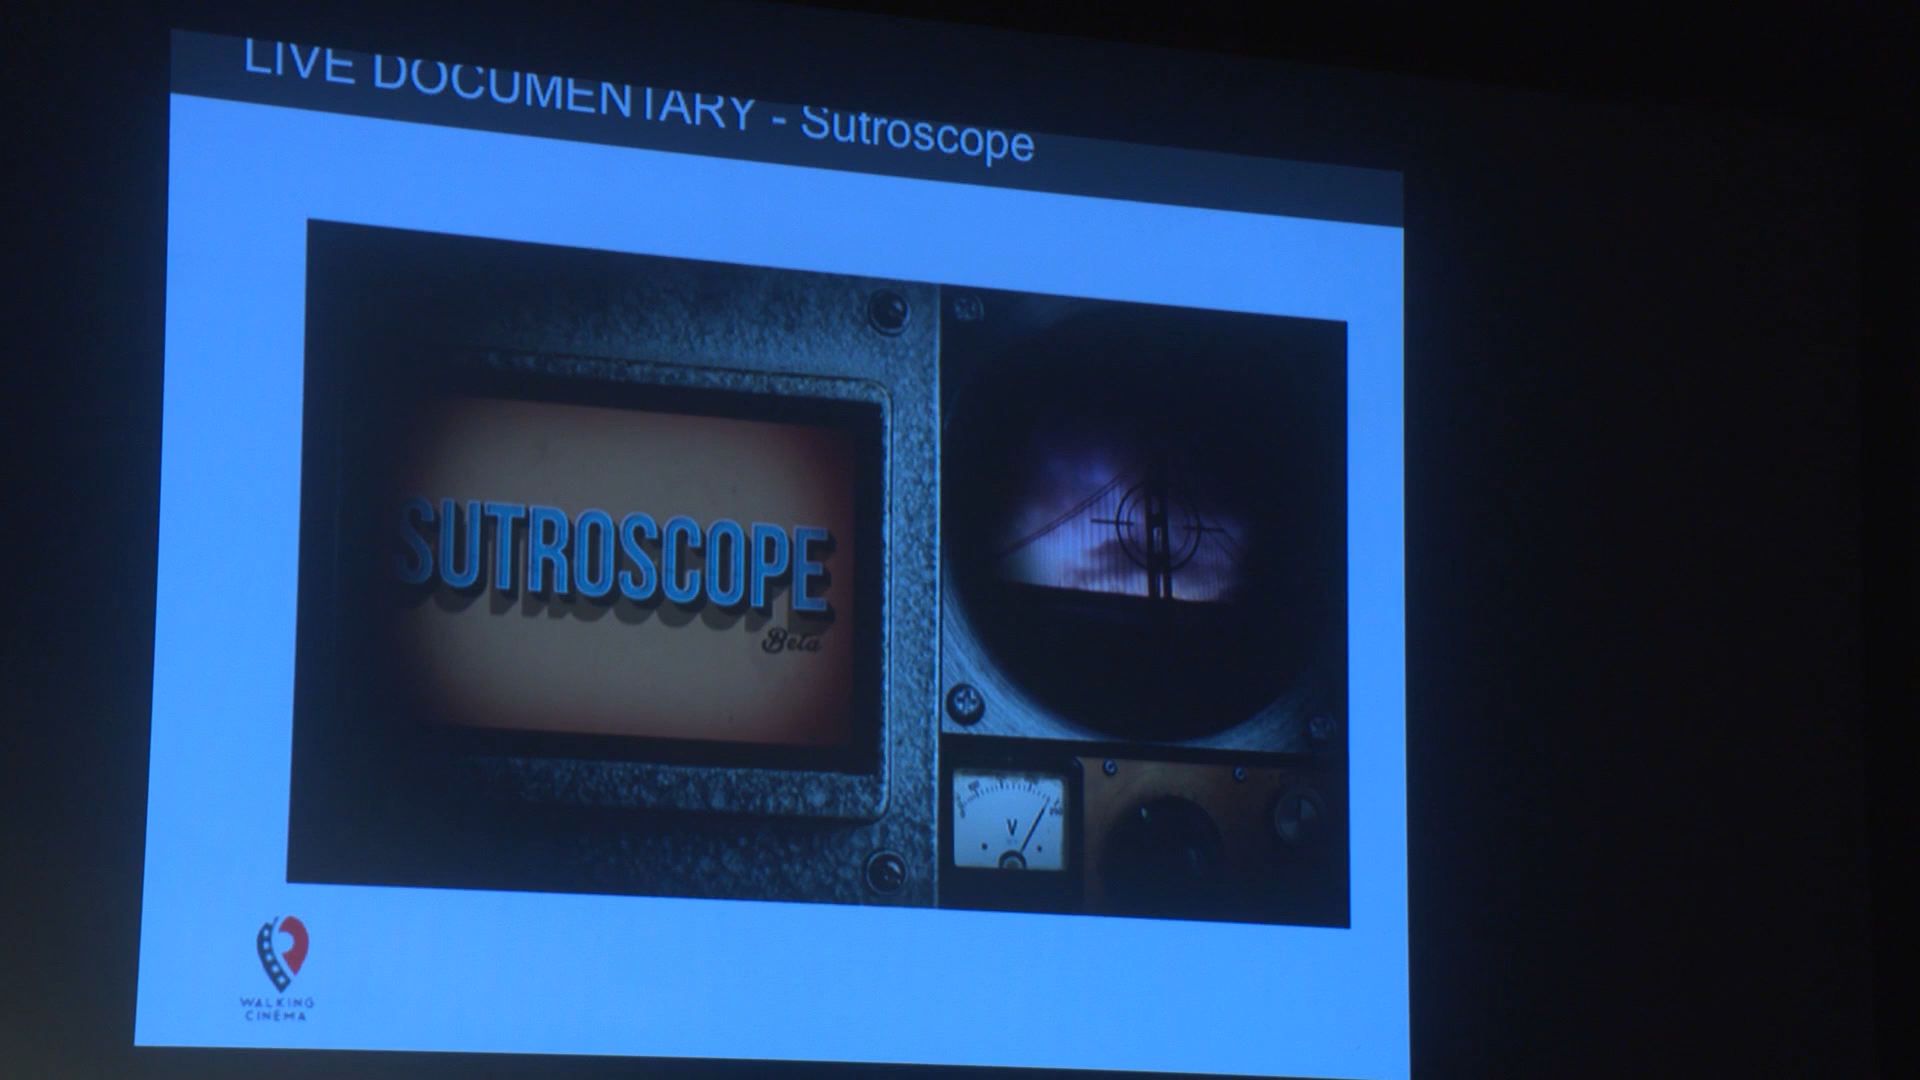 LIVE DOCUMENTARY - Sutroscope
SUTROSCOPE
Beta
V
WALKING
CINEMA